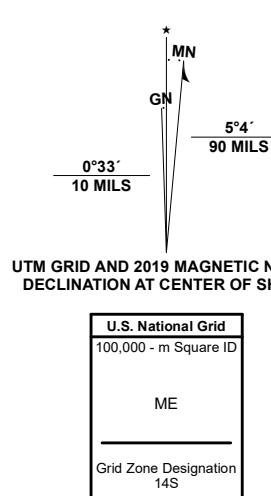 ★
MN
GN
5°4´
90 MILS
0°33´
10 MILS
UTM GRID AND 2019 MAGNETIC
DECLINATION AT CENTER OF
U.S. National Grid
100,000 - m Square ID
ME
Grid Zone Designation
14S